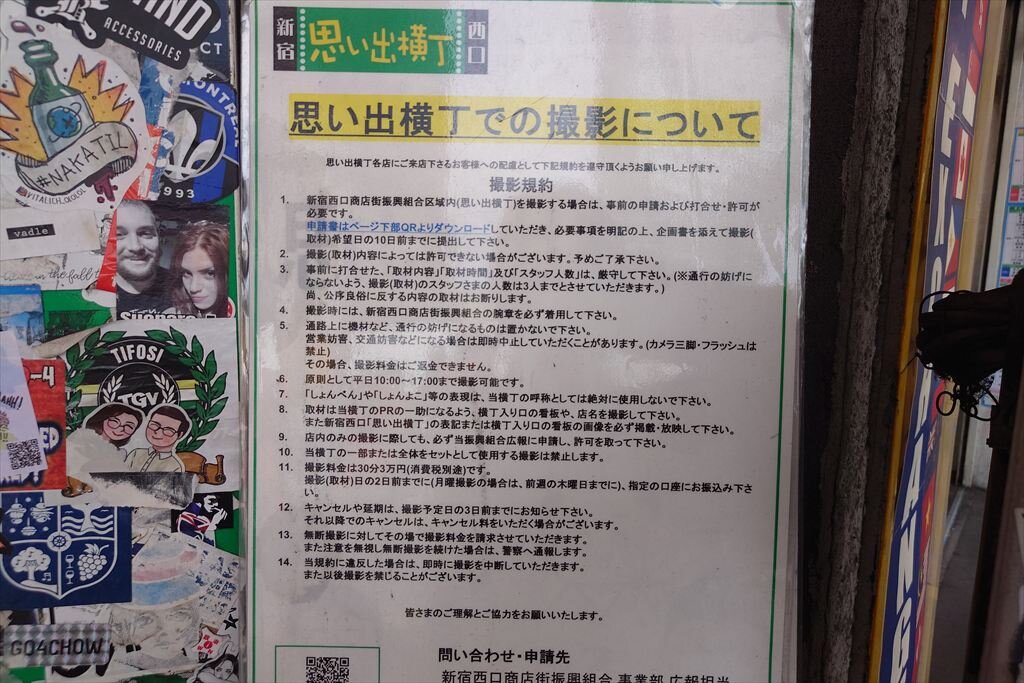 新宿
思い出横丁
西口
思い出横丁での撮影について
思い出横丁各店にご来店下さるお客様への配慮として下記規約を遵守頂くようお願い申し上げます。
撮影規約
1. 新宿西口商店街振興組合区域内(思い出横丁)を撮影する場合は、事前の申請および打合せ・許可が
必要です。
申請書はページ下部QRよりダウンロードしていただき、必要事項を明記の上、企画書を添えて撮影(
取材)希望日の10日前までに提出して下さい。
2. 撮影(取材)内容によっては許可できない場合がございます。予めご了承下さい。
3. 事前に打合せた、「取材内容」「取材時間」及び「スタッフ人数」は、厳守して下さい。(※通行の妨げに
ならないよう、撮影(取材)のスタッフさまの人数は3人までとさせていただきます。)
尚、公序良俗に反する内容の取材はお断りします。
4. 撮影時には、新宿西口商店街振興組合の腕章を必ず着用して下さい。
5. 通路上に機材など、通行の妨げになるものは置かないで下さい。
営業妨害、交通妨害などになる場合は即時中止していただくことがあります。(カメラ三脚・フラッシュは
禁止)
その場合、撮影料金はご返金できません。
6. 原則として平日10:00〜17:00まで撮影可能です。
7. 「しょんべん」や「しょんよこ」等の表現は、当横丁の呼称としては絶対に使用しないで下さい。
8. 取材は当横丁のPRの一助になるよう、横丁入り口の看板や、店名を撮影して下さい。
また新宿西口「思い出横丁」の表記または横丁入り口の看板の画像を必ず掲載・放映して下さい。
9. 店内のみの撮影に際しても、必ず当振興組合広報に申請し、許可を取って下さい。
10. 当横丁の一部または全体をセットとして使用する撮影は禁止します。
11. 撮影料金は30分3万円(消費税別途)です。
撮影(取材)日の2日前までに(月曜撮影の場合は、前週の木曜日までに)、指定の口座にお振込み下さ
い。
12. キャンセルや延期は、撮影予定日の3日前までにお知らせ下さい。
それ以降でのキャンセルは、キャンセル料をいただく場合がございます。
13. 無断撮影に対してその場で撮影料金を請求させていただきます。
また注意を無視し無断撮影を続けた場合は、警察へ通報します。
14. 当規約に違反した場合は、即時に撮影を中断していただきます。
また以後撮影を禁じることがございます。
皆さまのご理解とご協力をお願いいたします。
問い合わせ・申請先
新宿西口商店街振興組合 事業部 広報担当
ACCESSORIES
#NAKATILI
MONTREAL
1993
vadle
TIFOSI
TGV
GO4CHOW